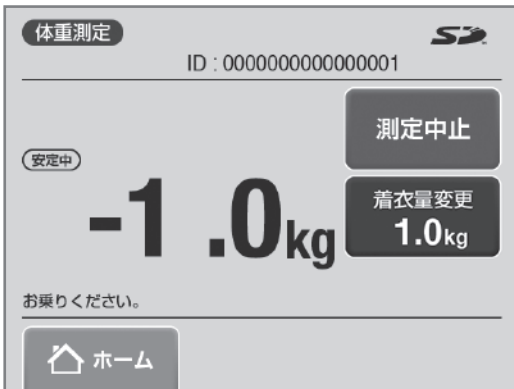 体重測定
SD
ID : 0000000000000001
測定中止
安定中
-1.0kg
着衣量変更
1.0kg
お乗りください。
ホーム